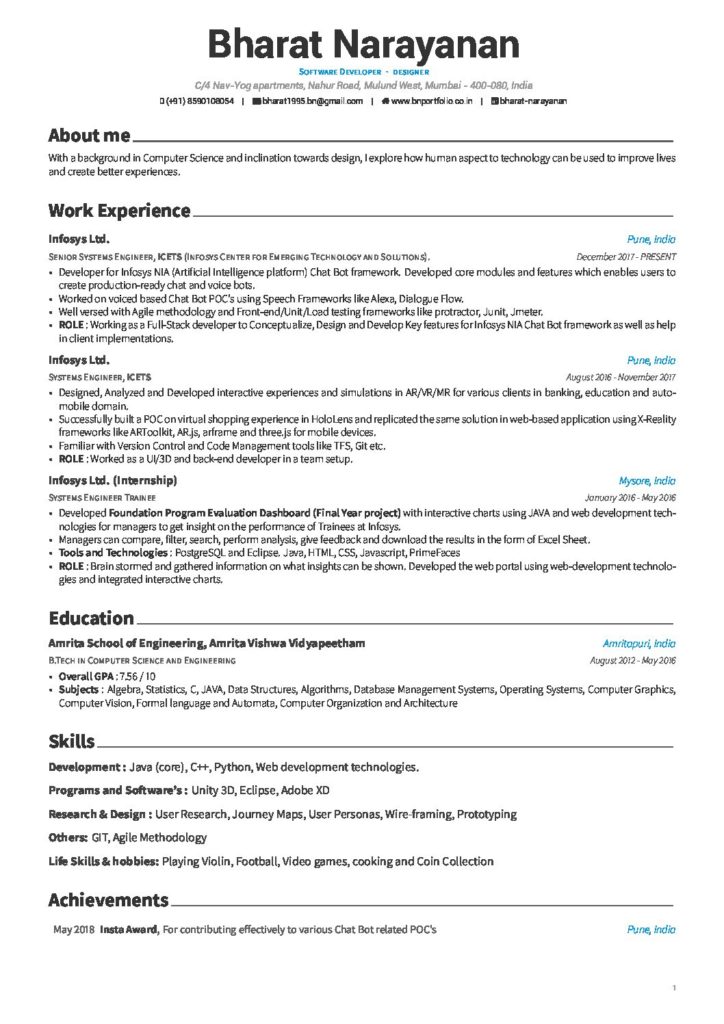 Bharat Narayanan
Software Developer · designer
C/4 Nav-Yog apartments, Nahur Road, Mulund West, Mumbai - 400-080, India
(+91) 8590108054 | bharat1995.bn@gmail.com | www.bnportfolio.co.in | bharat-narayanan
About me
With a background in Computer Science and inclination towards design, I explore how human aspect to technology can be used to improve lives
and create better experiences.
Work Experience
Infosys Ltd. Pune, India
Senior Systems Engineer, ICETS (Infosys Center for Emerging Technology and Solutions). December 2017 - PRESENT
• Developer for Infosys NIA (Artificial Intelligence platform) Chat Bot framework. Developed core modules and features which enables users to
create production-ready chat and voice bots.
• Worked on voiced based Chat Bot POC's using Speech Frameworks like Alexa, Dialogue Flow.
• Well versed with Agile methodology and Front-end/Unit/Load testing frameworks like protractor, Junit, Jmeter.
• ROLE : Working as a Full-Stack developer to Conceptualize, Design and Develop Key features for Infosys NIA Chat Bot framework as well as help
in client implementations.
Infosys Ltd. Pune, India
Systems Engineer, ICETS August 2016 - November 2017
• Designed, Analyzed and Developed interactive experiences and simulations in AR/VR/MR for various clients in banking, education and auto-
mobile domain.
• Successfully built a POC on virtual shopping experience in HoloLens and replicated the same solution in web-based application using X-Reality
frameworks like ARToolkit, AR.js, aframe and three.js for mobile devices.
• Familiar with Version Control and Code Management tools like TFS, Git etc.
• ROLE : Worked as a UI/3D and back-end developer in a team setup.
Infosys Ltd. (Internship) Mysore, India
Systems Engineer Trainee January 2016 - May 2016
• Developed Foundation Program Evaluation Dashboard (Final Year project) with interactive charts using JAVA and web development tech-
nologies for managers to get insight on the performance of Trainees at Infosys.
• Managers can compare, filter, search, perform analysis, give feedback and download the results in the form of Excel Sheet.
• Tools and Technologies : PostgreSQL and Eclipse. Java, HTML, CSS, Javascript, PrimeFaces
• ROLE : Brain stormed and gathered information on what insights can be shown. Developed the web portal using web-development technolo-
gies and integrated interactive charts.
Education
Amrita School of Engineering, Amrita Vishwa Vidyapeetham Amritapuri, India
B.Tech in Computer Science and Engineering August 2012 - May 2016
• Overall GPA : 7.56 / 10
• Subjects : Algebra, Statistics, C, JAVA, Data Structures, Algorithms, Database Management Systems, Operating Systems, Computer Graphics,
Computer Vision, Formal language and Automata, Computer Organization and Architecture
Skills
Development : Java (core), C++, Python, Web development technologies.
Programs and Software's : Unity 3D, Eclipse, Adobe XD
Research & Design : User Research, Journey Maps, User Personas, Wire-framing, Prototyping
Others: GIT, Agile Methodology
Life Skills & hobbies: Playing Violin, Football, Video games, cooking and Coin Collection
Achievements
May 2018 Insta Award, For contributing effectively to various Chat Bot related POC's Pune, India
1